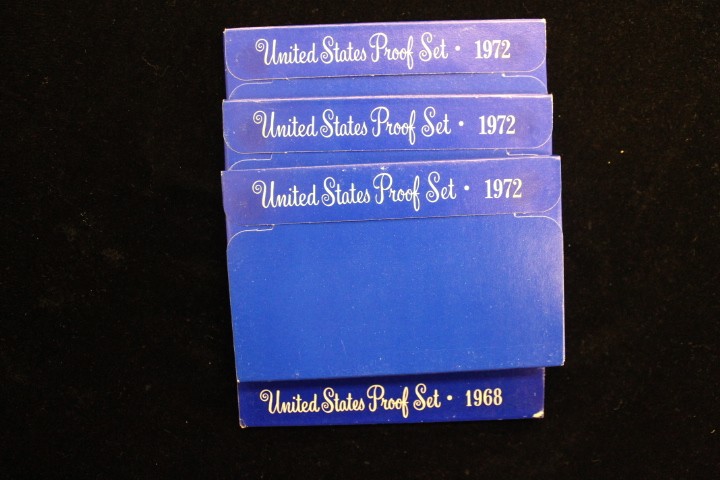 United States Proof Set • 1972
United States Proof Set • 1972
United States Proof Set • 1972
United States Proof Set • 1968